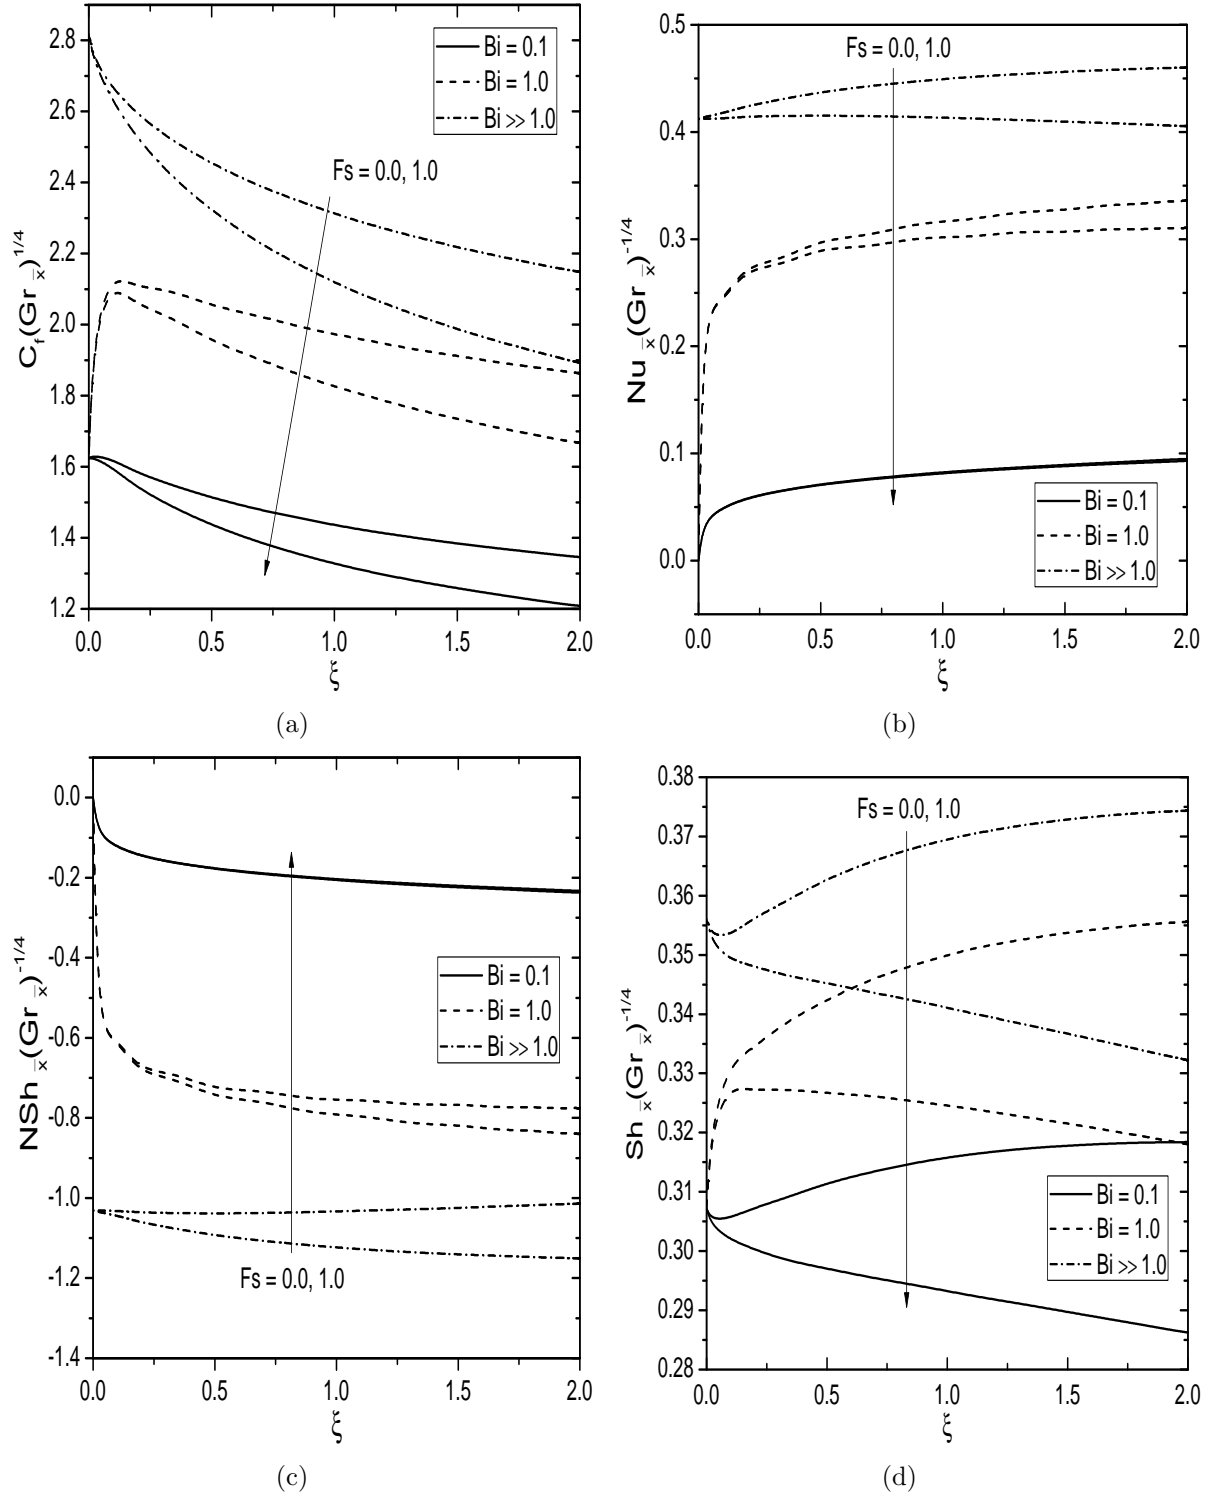 2.8
2.6
2.4
2.2
2.0
1.8
1.6
1.4
1.2
0.0
0.5
1.0
1.5
2.0
C_f(Gr_x̄)^1/4
ξ
Bi = 0.1
Bi = 1.0
Bi >> 1.0
Fs = 0.0, 1.0
(a)
0.5
0.4
0.3
0.2
0.1
0.0
0.0
0.5
1.0
1.5
2.0
Nu_x̄(Gr_x̄)^-1/4
ξ
Fs = 0.0, 1.0
Bi = 0.1
Bi = 1.0
Bi >> 1.0
(b)
0.0
-0.2
-0.4
-0.6
-0.8
-1.0
-1.2
-1.4
0.0
0.5
1.0
1.5
2.0
NSh_x̄(Gr_x̄)^-1/4
ξ
Bi = 0.1
Bi = 1.0
Bi >> 1.0
Fs = 0.0, 1.0
(c)
0.38
0.37
0.36
0.35
0.34
0.33
0.32
0.31
0.30
0.29
0.28
0.0
0.5
1.0
1.5
2.0
Sh_x̄(Gr_x̄)^-1/4
ξ
Fs = 0.0, 1.0
Bi = 0.1
Bi = 1.0
Bi >> 1.0
(d)